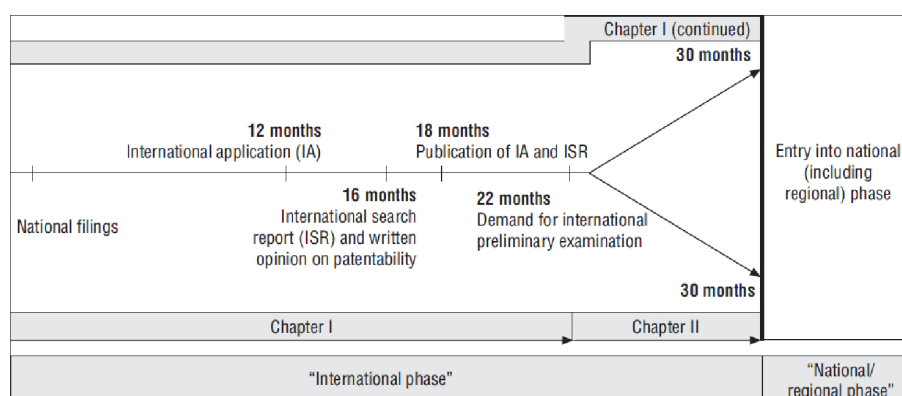 Chapter I (continued)
30 months
12 months
International application (IA)
18 months
Publication of IA and ISR
Entry into national
(including
regional) phase
National filings
16 months
International search
report (ISR) and written
opinion on patentability
22 months
Demand for international
preliminary examination
30 months
Chapter I
Chapter II
“International phase”
“National/
regional phase”